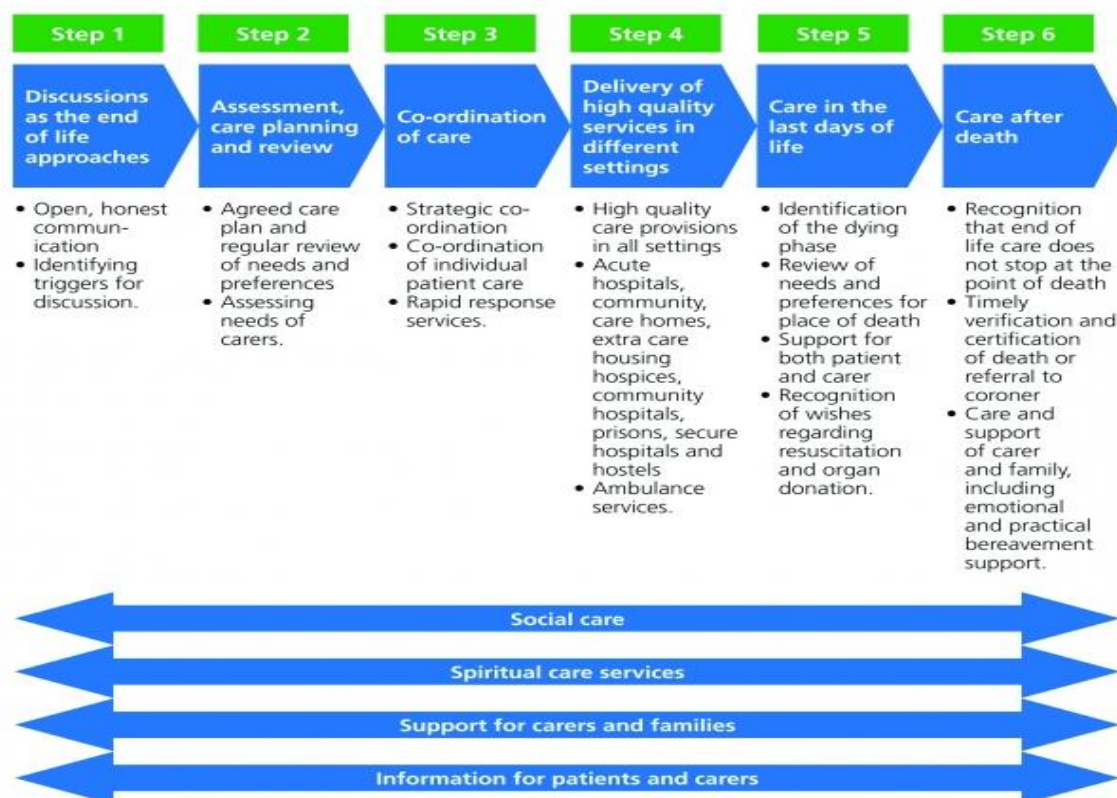 Step 1
Step 2
Step 3
Step 4
Step 5
Step 6
Discussions
as the end
of life
approaches
Assessment,
care planning
and review
Co-ordination
of care
Delivery of
high quality
services in
different
settings
Care in the
last days of
life
Care after
death
• Open, honest
commun-
ication
• Identifying
triggers for
discussion.
• Agreed care
plan and
regular review
of needs and
preferences
• Assessing
needs of
carers.
• Strategic co-
ordination
• Co-ordination
of individual
patient care
• Rapid response
services.
• High quality
care provisions
in all settings
• Acute
hospitals,
community,
care homes,
extra care
housing
hospices,
community
hospitals,
prisons, secure
hospitals and
hostels
• Ambulance
services.
• Identification
of the dying
phase
• Review of
needs and
preferences for
place of death
• Support for
both patient
and carer
• Recognition
of wishes
regarding
resuscitation
and organ
donation.
• Recognition
that end of
life care does
not stop at the
point of death
• Timely
verification and
certification
of death or
referral to
coroner
• Care and
support
of carer
and family,
including
emotional
and practical
bereavement
support.
Social care
Spiritual care services
Support for carers and families
Information for patients and carers